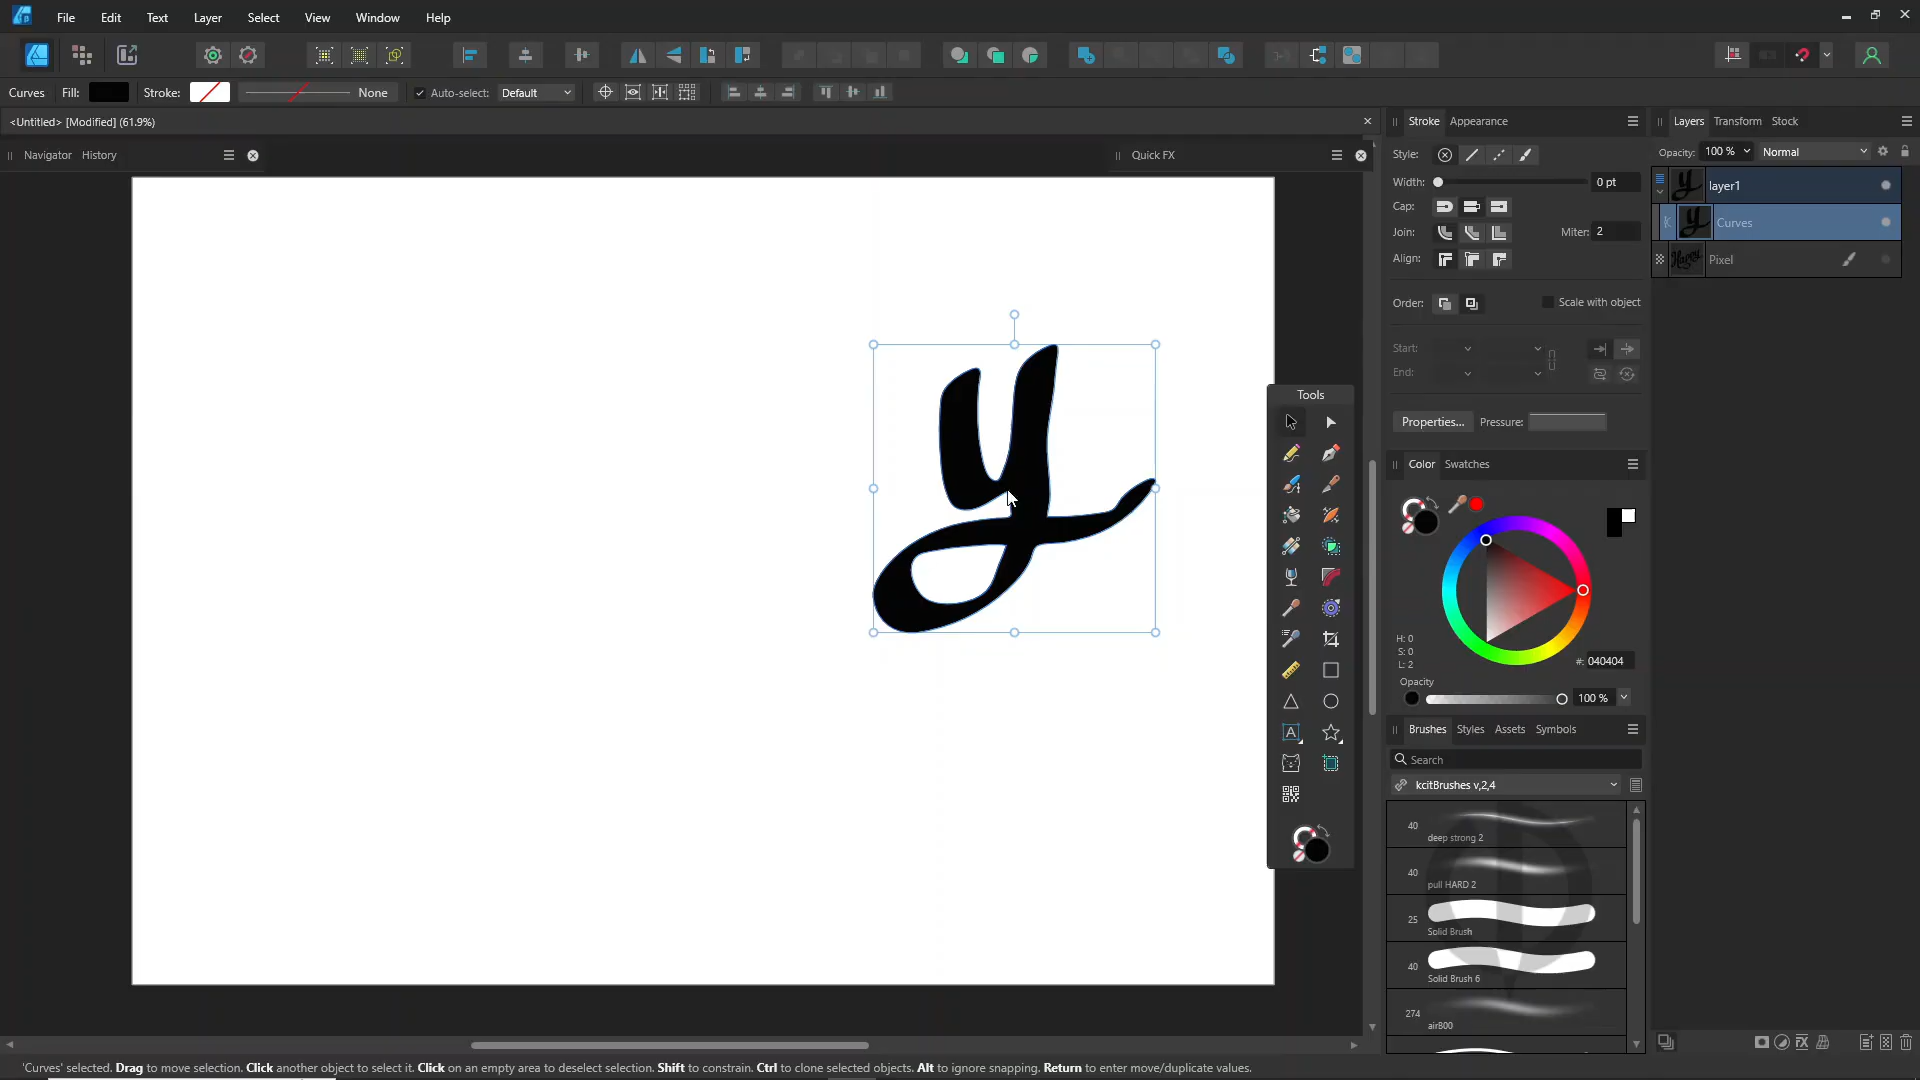 File Edit Text Layer Select View Window Help
Curves Fill: Stroke: None Auto-select: Default
<Untitled> [Modified] (61.9%)
Navigator History
Quick FX
y
Tools
Stroke Appearance
Style:
Width: 0 pt
Cap:
Join: Miter: 2
Align:
Order: Scale with object
Start:
End:
Properties... Pressure:
Color Swatches
H: 0
S: 0
L: 2
#: 040404
Opacity
100 %
Brushes Styles Assets Symbols
Search
kcitBrushes v,2,4
40 deep strong 2
40 pull HARD 2
25 Solid Brush
40 Solid Brush 6
274 air800
Layers Transform Stock
Opacity: 100 % Normal
layer1
Curves
Happy Pixel
'Curves' selected. Drag to move selection. Click another object to select it. Click on an empty area to deselect selection. Shift to constrain. Ctrl to clone selected objects. Alt to ignore snapping. Return to enter move/duplicate values.